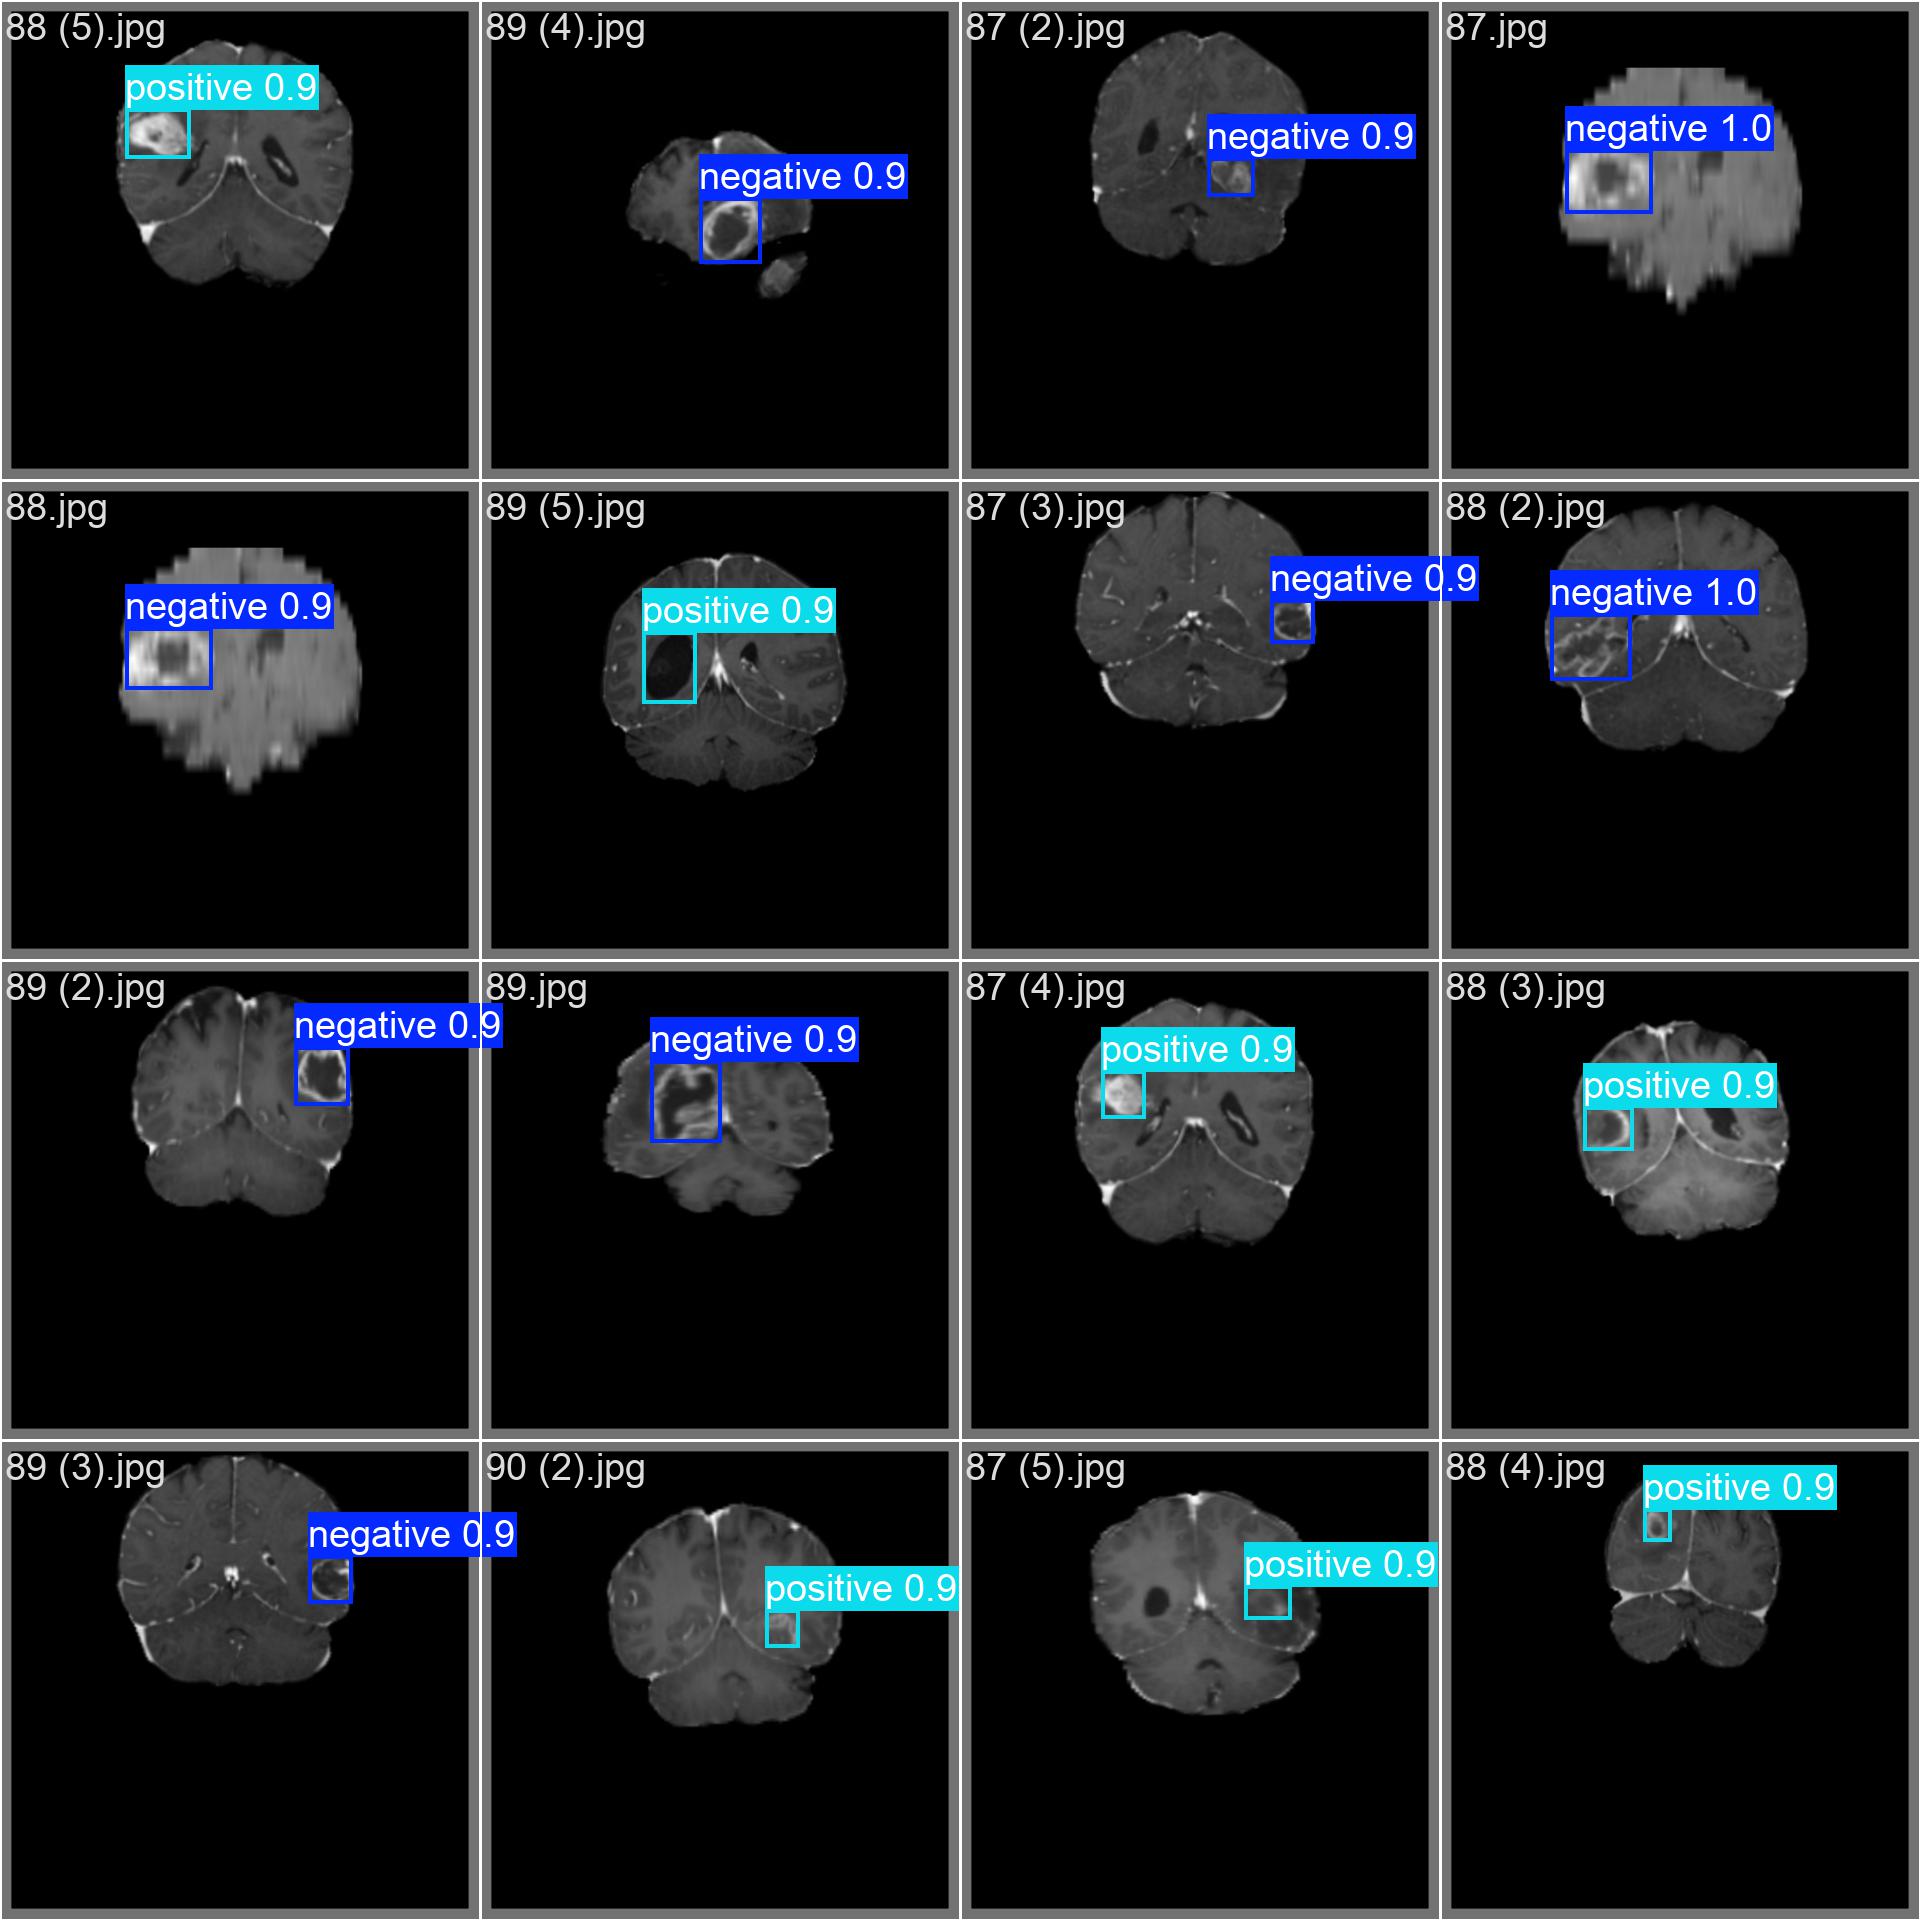 88 (5).jpg
positive 0.9
89 (4).jpg
negative 0.9
87 (2).jpg
negative 0.9
87.jpg
negative 1.0
88.jpg
negative 0.9
89 (5).jpg
positive 0.9
87 (3).jpg
negative 0.9
88 (2).jpg
negative 1.0
89 (2).jpg
negative 0.9
89.jpg
negative 0.9
87 (4).jpg
positive 0.9
88 (3).jpg
positive 0.9
89 (3).jpg
negative 0.9
90 (2).jpg
positive 0.9
87 (5).jpg
positive 0.9
88 (4).jpg
positive 0.9